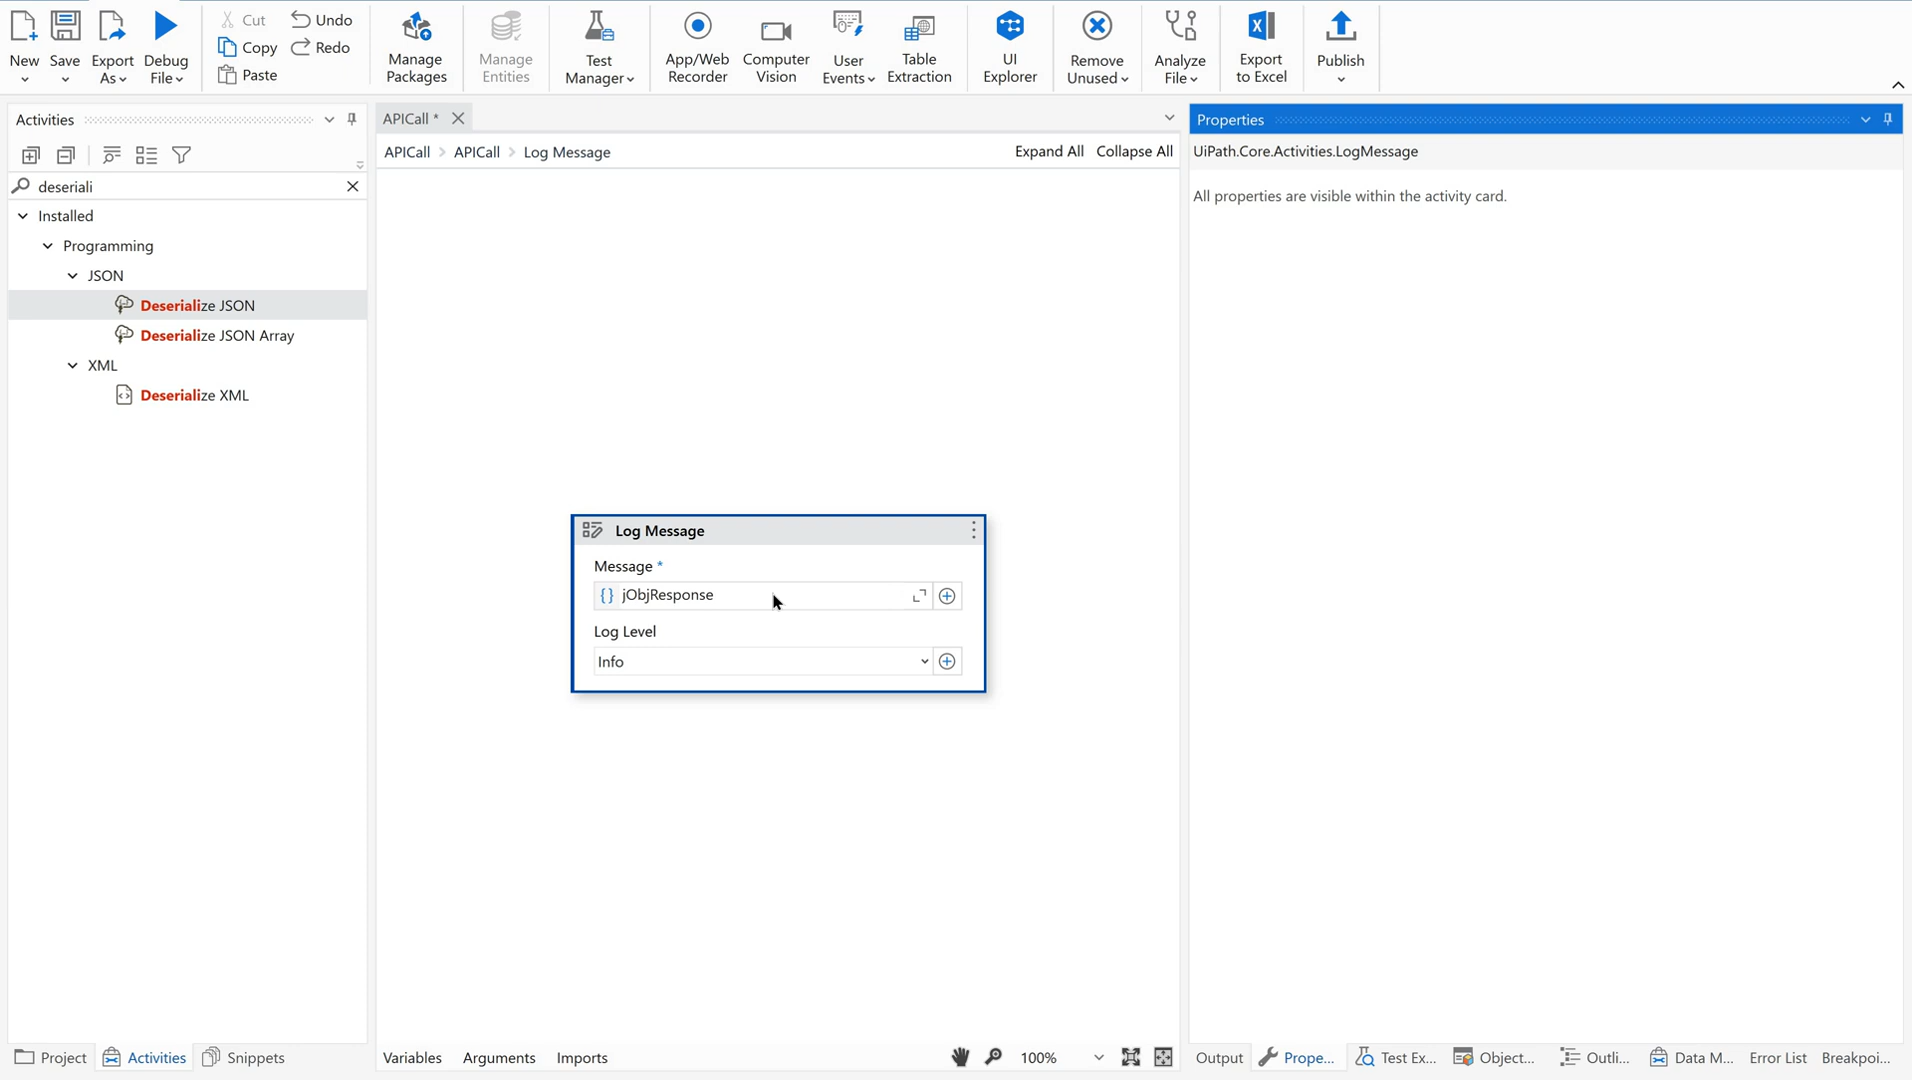 New
Save
Export As
Debug File
Cut
Copy
Paste
Undo
Redo
Manage Packages
Manage Entities
Test Manager
App/Web Recorder
Computer Vision
User Events
Table Extraction
UI Explorer
Remove Unused
Analyze File
Export to Excel
Publish
Activities
deseriali
Installed
Programming
JSON
Deserialize JSON
Deserialize JSON Array
XML
Deserialize XML
APICall *
APICall > APICall > Log Message
Expand All
Collapse All
Log Message
Message *
{} jObjResponse
Log Level
Info
Properties
UiPath.Core.Activities.LogMessage
All properties are visible within the activity card.
Project
Activities
Snippets
Variables
Arguments
Imports
100%
Output
Prope...
Test Ex...
Object...
Outli...
Data M...
Error List
Breakpoi...